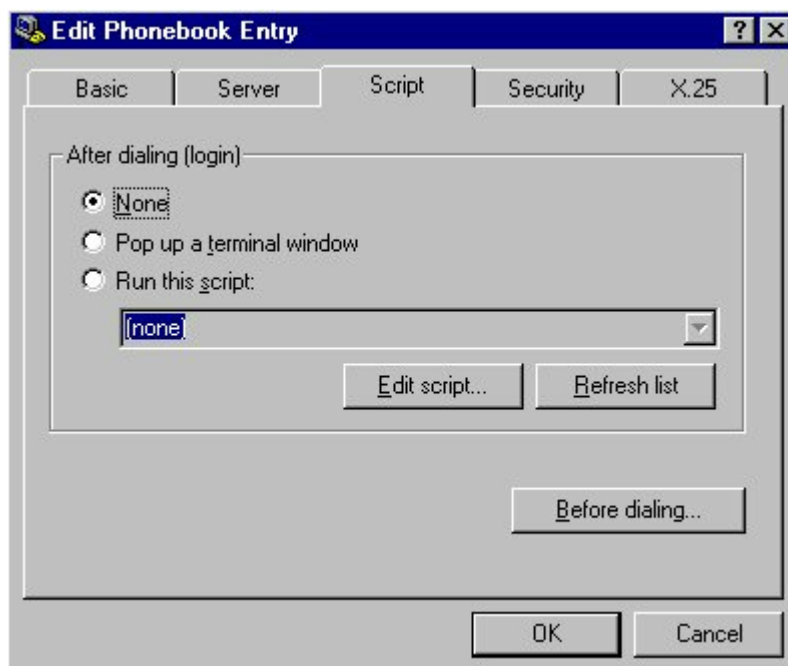 Edit Phonebook Entry
Basic Server Script Security X.25
After dialing (login)
None
Pop up a terminal window
Run this script:
(none)
Edit script... Refresh list
Before dialing...
OK Cancel